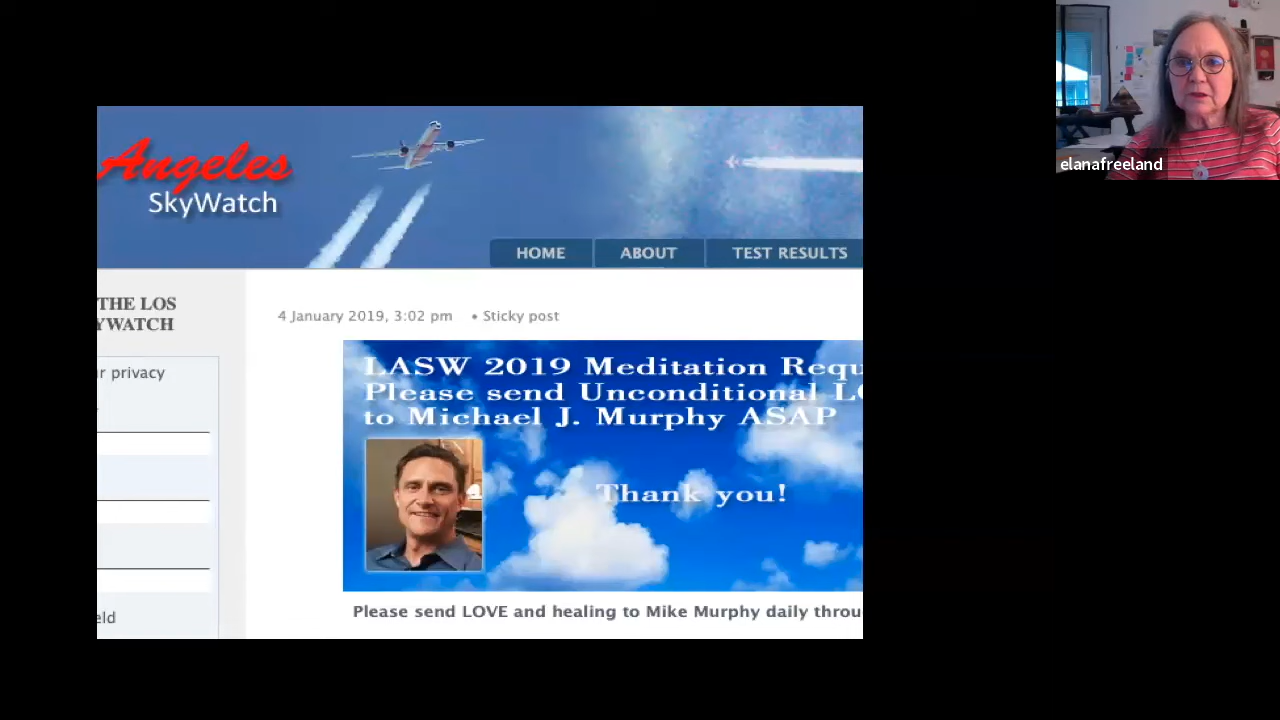 Angeles
SkyWatch
HOME
ABOUT
TEST RESULTS
THE LOS
YWATCH
4 January 2019, 3:02 pm
• Sticky post
r privacy
LASW 2019 Meditation Requ
Please send Unconditional LO
to Michael J. Murphy ASAP
Thank you!
Please send LOVE and healing to Mike Murphy daily throu
eld
elanafreeland